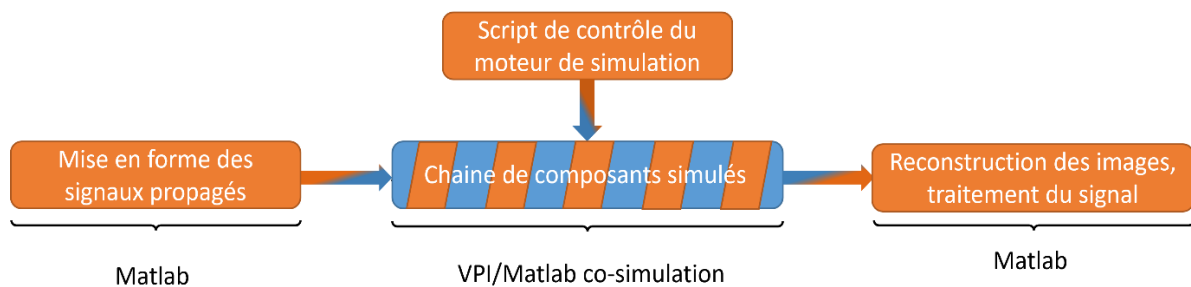 Script de contrôle du
moteur de simulation
Mise en forme des
signaux propagés
Chaine de composants simulés
Reconstruction des images,
traitement du signal
Matlab
VPI/Matlab co-simulation
Matlab